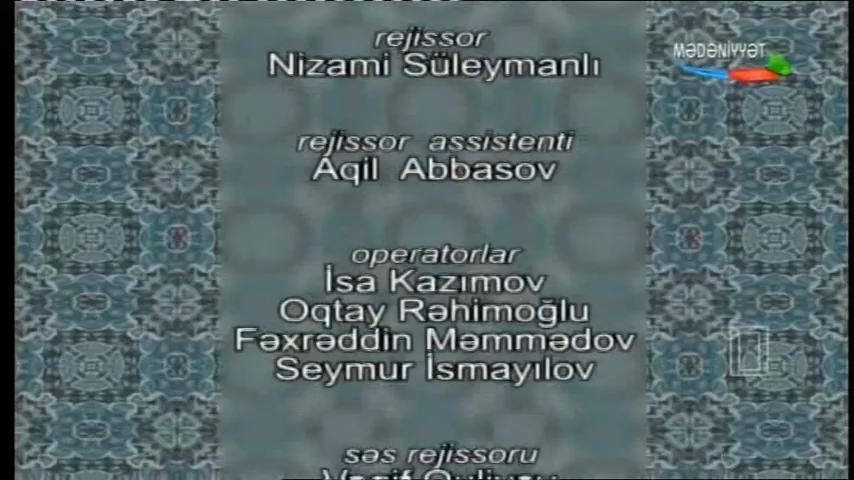 rejissor
Nizami Süleymanlı
MƏDƏNİYYƏT
rejissor assistenti
Aqil Abbasov
operatorlar
İsa Kazımov
Oqtay Rəhimoğlu
Fəxrəddin Məmmədov
Seymur İsmayılov
səs rejissoru